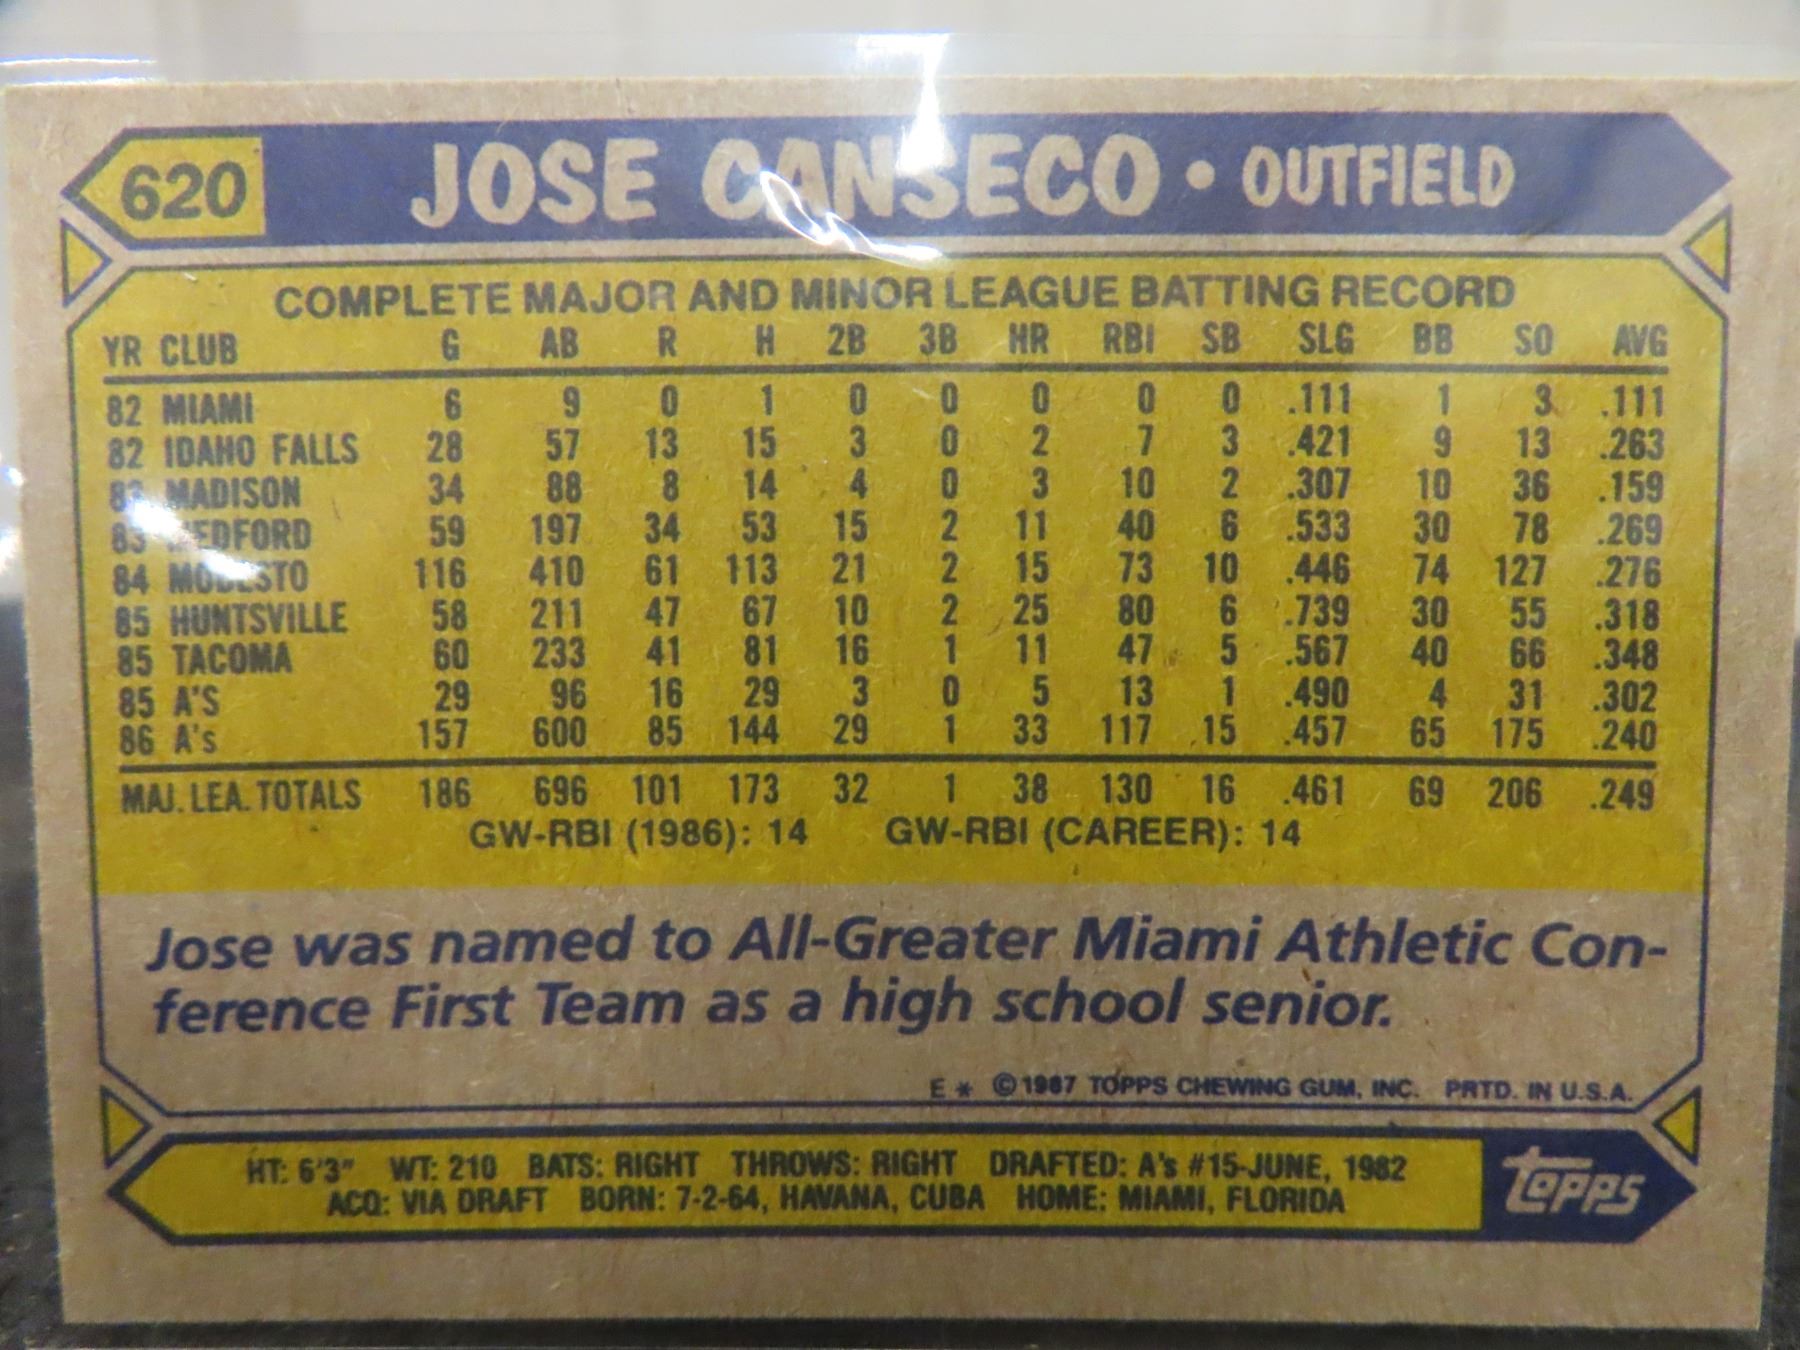 620 JOSE CANSECO • OUTFIELD
COMPLETE MAJOR AND MINOR LEAGUE BATTING RECORD
YR CLUB G AB R H 2B 3B HR RBI SB SLG BB SO AVG
82 MIAMI 6 9 0 1 0 0 0 0 0 .111 1 3 .111
82 IDAHO FALLS 28 57 13 15 3 0 2 7 3 .421 9 13 .263
83 MADISON 34 88 8 14 4 0 3 10 2 .307 10 36 .159
83 MEDFORD 59 197 34 53 15 2 11 40 6 .533 30 78 .269
84 MODESTO 116 410 61 113 21 2 15 73 10 .446 74 127 .276
85 HUNTSVILLE 58 211 47 67 10 2 25 80 6 .739 30 55 .318
85 TACOMA 60 233 41 81 16 1 11 47 5 .567 40 66 .348
85 A'S 29 96 16 29 3 0 5 13 1 .490 4 31 .302
86 A's 157 600 85 144 29 1 33 117 15 .457 65 175 .240
MAJ. LEA. TOTALS 186 696 101 173 32 1 38 130 16 .461 69 206 .249
GW-RBI (1986): 14 GW-RBI (CAREER): 14
Jose was named to All-Greater Miami Athletic Con-
ference First Team as a high school senior.
E * © 1987 TOPPS CHEWING GUM, INC. PRTD. IN U.S.A.
HT: 6'3" WT: 210 BATS: RIGHT THROWS: RIGHT DRAFTED: A's #15-JUNE, 1982
ACQ: VIA DRAFT BORN: 7-2-64, HAVANA, CUBA HOME: MIAMI, FLORIDA
topps